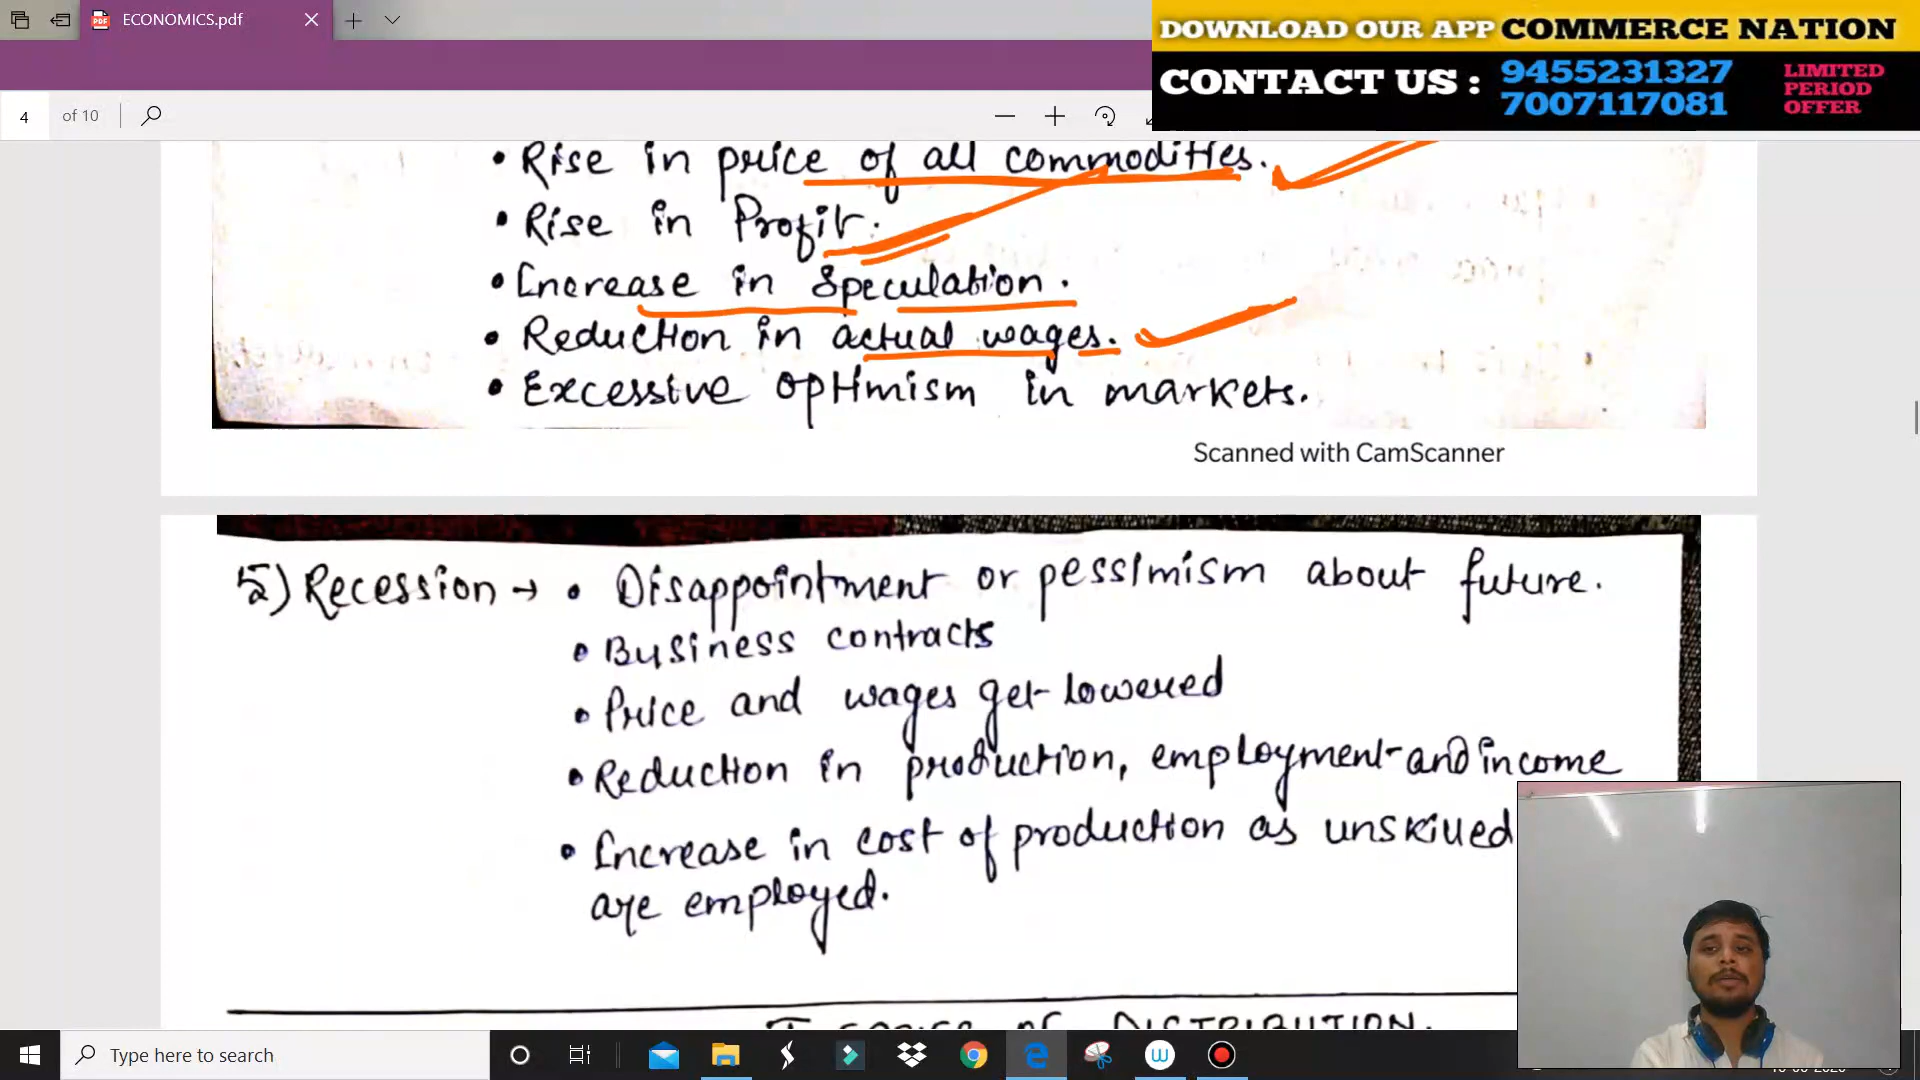 ECONOMICS.pdf
DOWNLOAD OUR APP COMMERCE NATION
CONTACT US : 9455231327
7007117081
LIMITED
PERIOD
OFFER
4 of 10
• Rise in price of all commodities.
• Rise in Profit.
• Increase in speculation.
• Reduction in actual wages.
• Excessive optimism in markets.
Scanned with CamScanner
5) Recession → • Disappointment or pessimism about future.
• Business contracts
• Price and wages get lowered
• Reduction in production, employment and income
• Increase in cost of production as unskilled
are employed.
OF DISTRIBUTION.
Type here to search